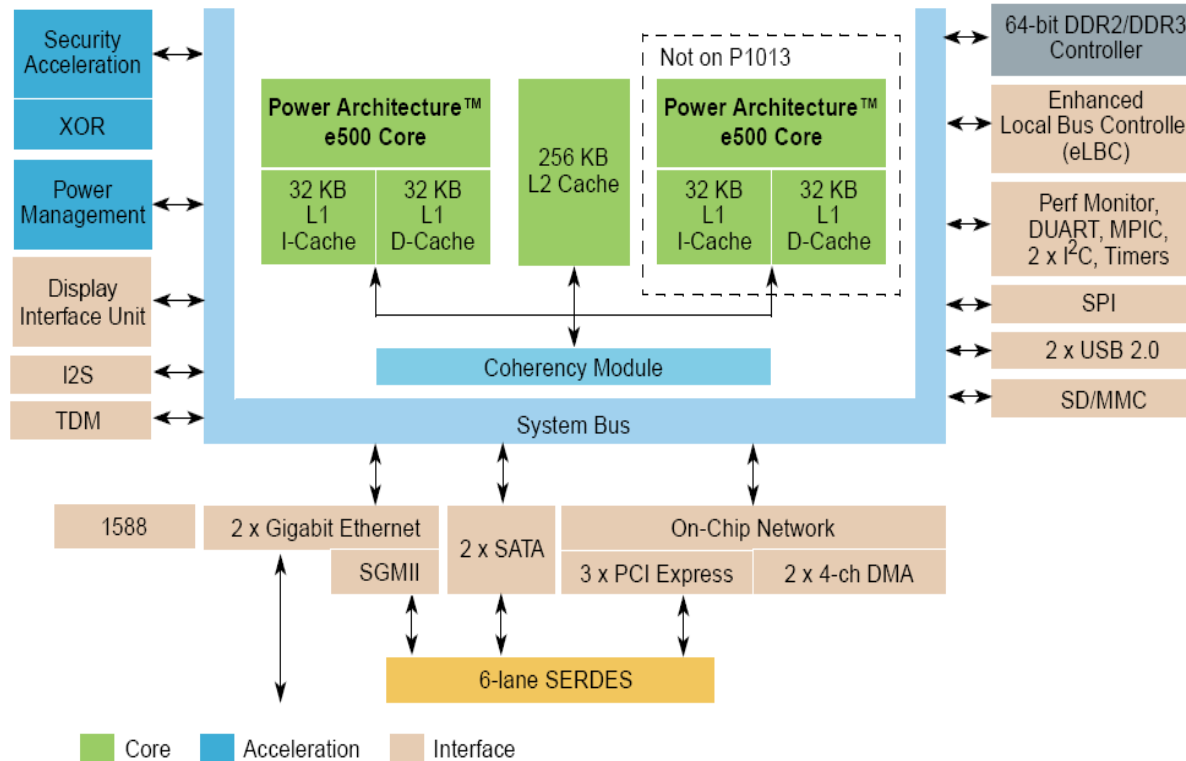 Security
Acceleration
XOR
Power
Management
Display
Interface Unit
I2S
TDM
Not on P1013
Power Architecture™
e500 Core
32 KB
L1
I-Cache
32 KB
L1
D-Cache
256 KB
L2 Cache
Power Architecture™
e500 Core
32 KB
L1
I-Cache
32 KB
L1
D-Cache
Coherency Module
System Bus
64-bit DDR2/DDR3
Controller
Enhanced
Local Bus Controlle
(eLBC)
Perf Monitor,
DUART, MPIC,
2 x I²C, Timers
SPI
2 x USB 2.0
SD/MMC
1588
2 x Gigabit Ethernet
SGMII
2 x SATA
On-Chip Network
3 x PCI Express
2 x 4-ch DMA
6-lane SERDES
Core
Acceleration
Interface